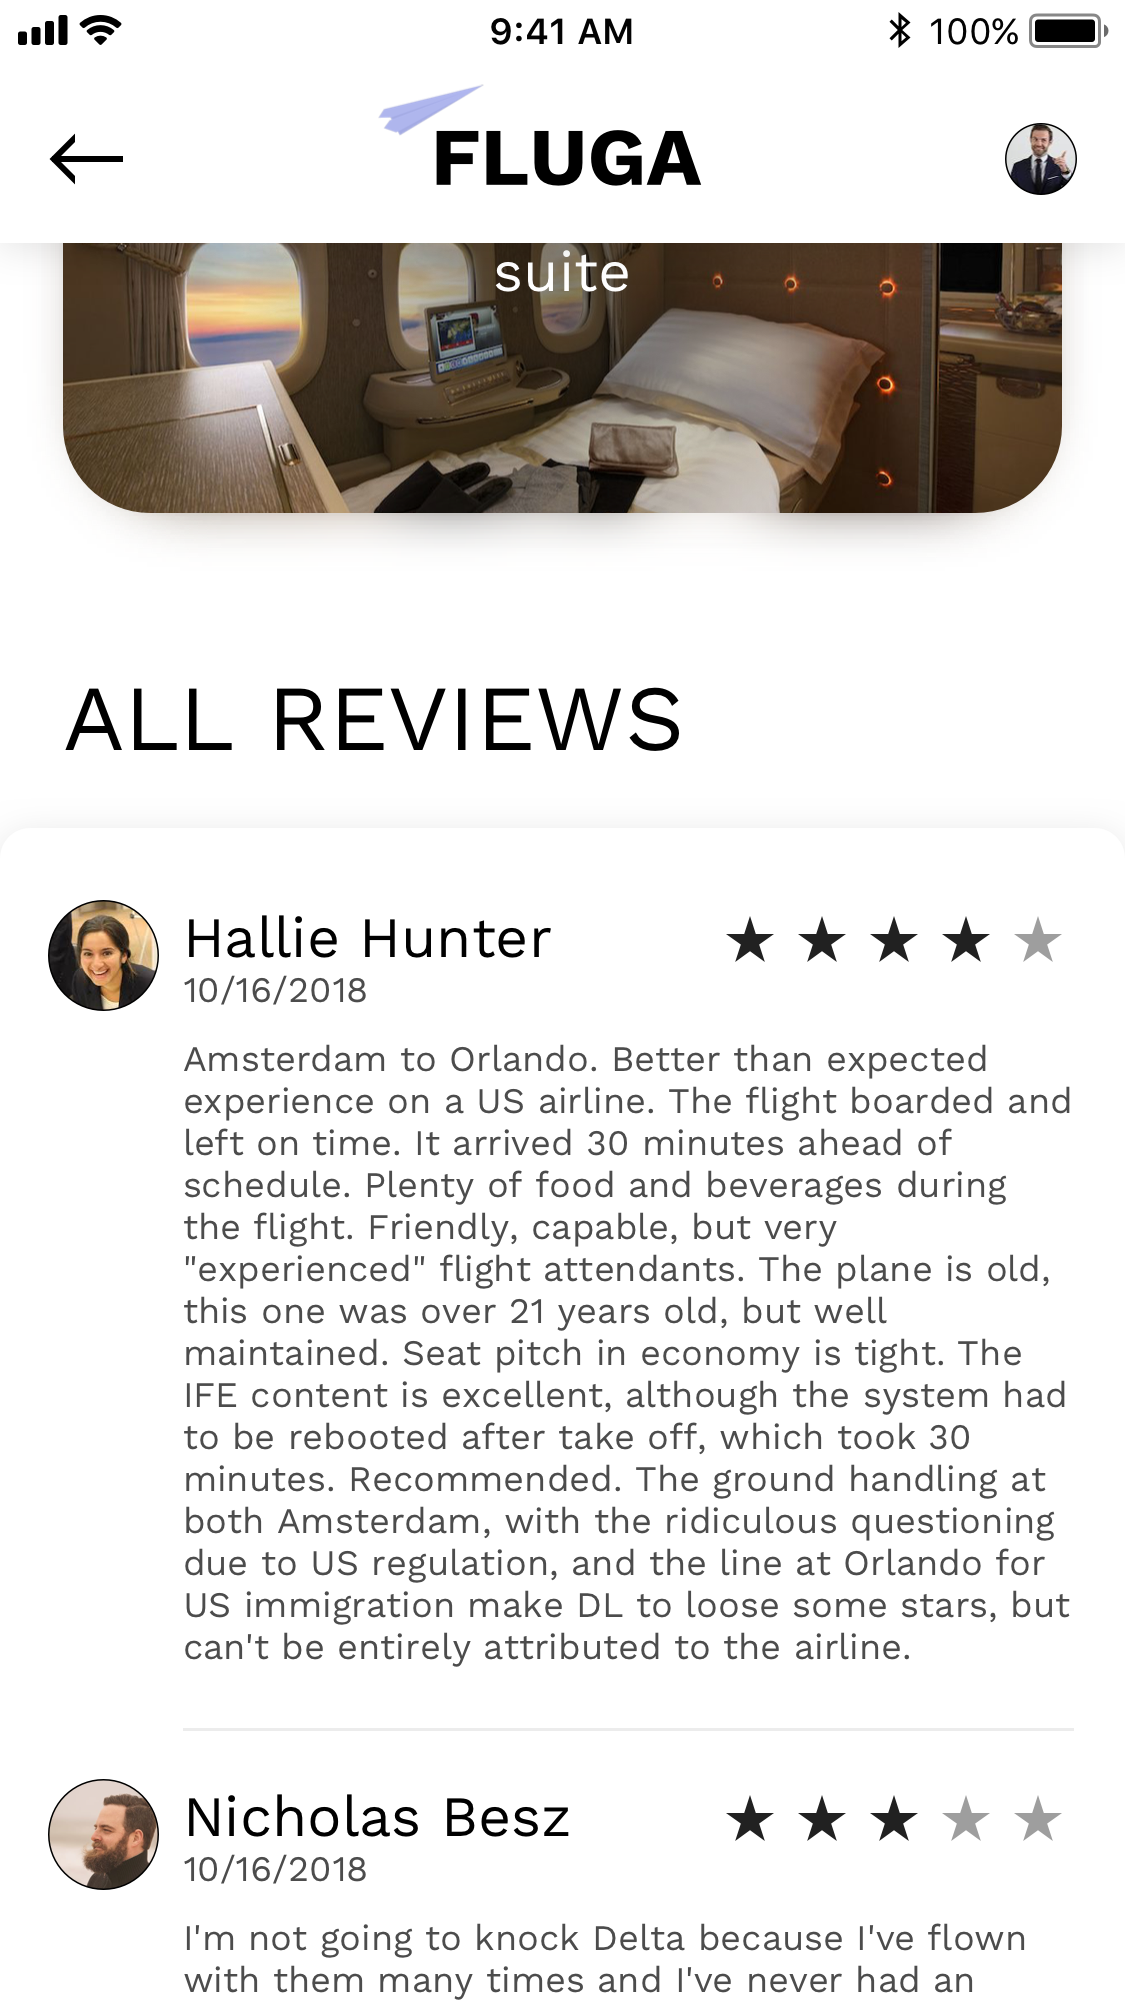 9:41 AM
100%
FLUGA
suite
ALL REVIEWS
Hallie Hunter
10/16/2018
Amsterdam to Orlando. Better than expected
experience on a US airline. The flight boarded and
left on time. It arrived 30 minutes ahead of
schedule. Plenty of food and beverages during
the flight. Friendly, capable, but very
"experienced" flight attendants. The plane is old,
this one was over 21 years old, but well
maintained. Seat pitch in economy is tight. The
IFE content is excellent, although the system had
to be rebooted after take off, which took 30
minutes. Recommended. The ground handling at
both Amsterdam, with the ridiculous questioning
due to US regulation, and the line at Orlando for
US immigration make DL to loose some stars, but
can't be entirely attributed to the airline.
Nicholas Besz
10/16/2018
I'm not going to knock Delta because I've flown
with them many times and I've never had an